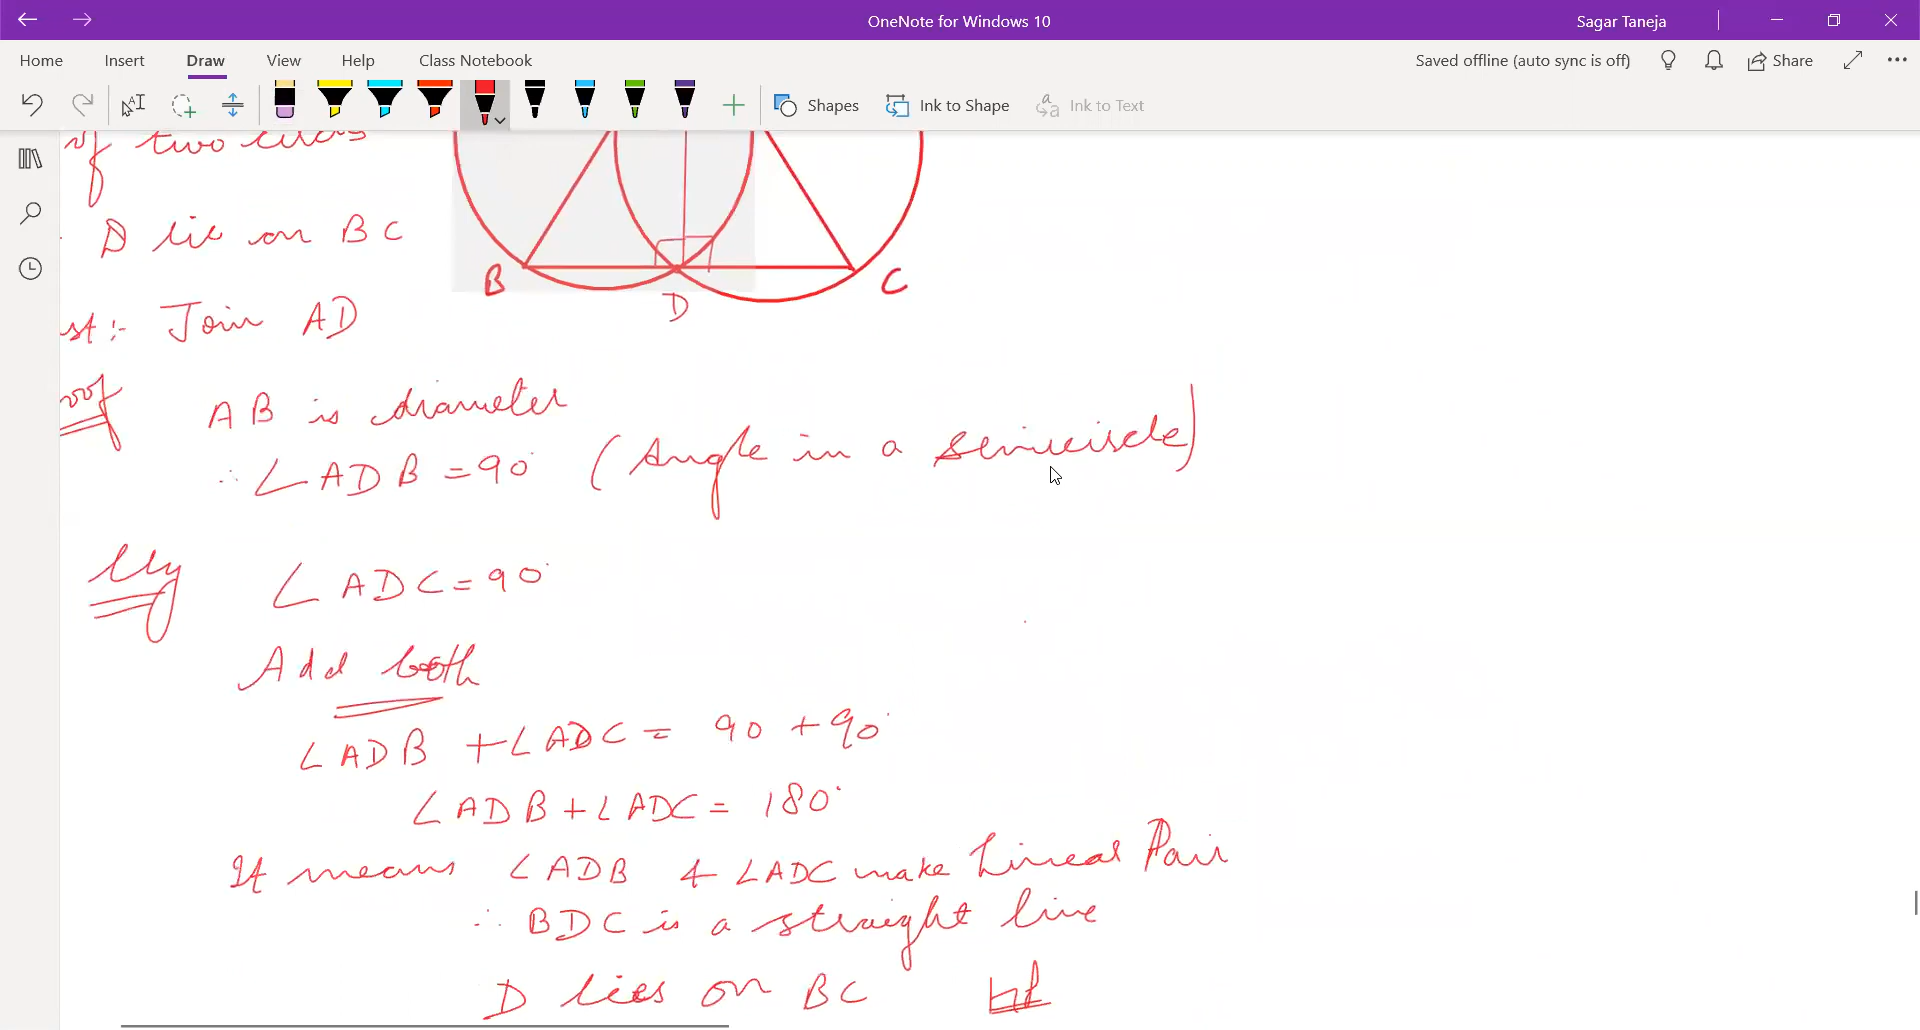 OneNote for Windows 10
Sagar Taneja
Home Insert Draw View Help Class Notebook
Saved offline (auto sync is off) Share
Shapes Ink to Shape Ink to Text
of two
D lie on BC
B D C
st:- Join AD
oof AB is diameter
∴ ∠ADB = 90° (Angle in a semicircle)
lly ∠ADC = 90°
Add both
∠ADB + ∠ADC = 90 + 90°
∠ADB + ∠ADC = 180°
It means ∠ADB & ∠ADC make Linear Pair
∴ BDC is a straight line
D lies on BC